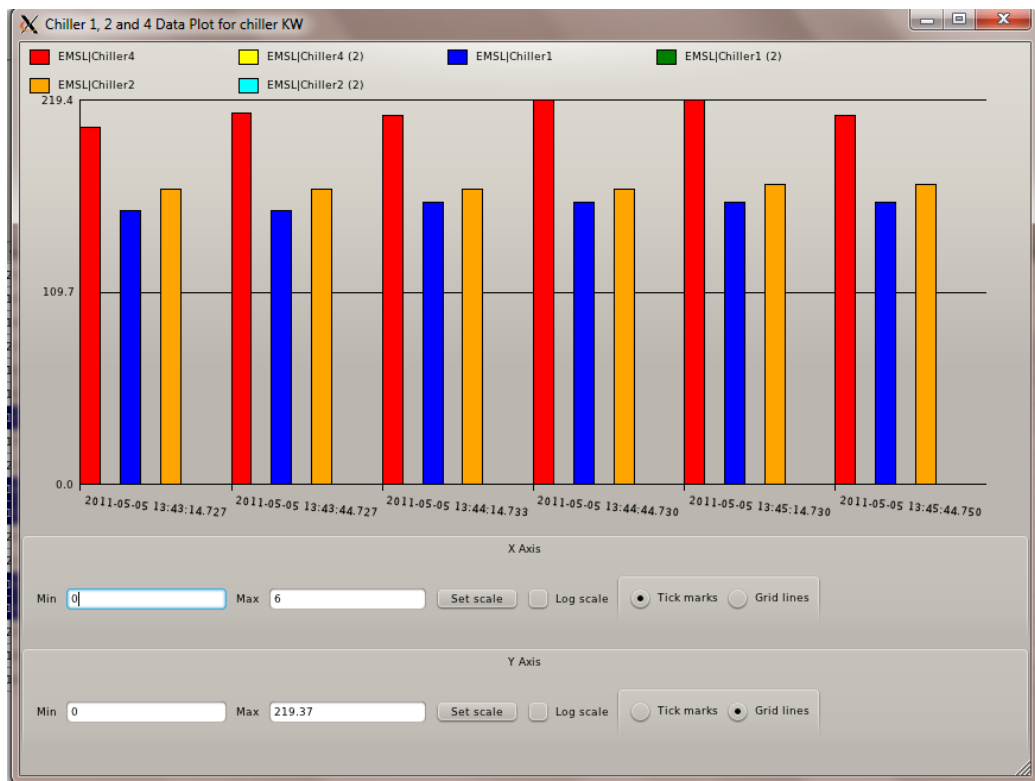 Chiller 1, 2 and 4 Data Plot for chiller KW
EMSL|Chiller4 EMSL|Chiller4 (2) EMSL|Chiller1 EMSL|Chiller1 (2)
EMSL|Chiller2 EMSL|Chiller2 (2)
219.4
109.7
0.0
2011-05-05 13:43:14.727 2011-05-05 13:43:44.727 2011-05-05 13:44:14.733 2011-05-05 13:44:44.730 2011-05-05 13:45:14.730 2011-05-05 13:45:44.750
X Axis
Min 0 Max 6 Set scale Log scale Tick marks Grid lines
Y Axis
Min 0 Max 219.37 Set scale Log scale Tick marks Grid lines